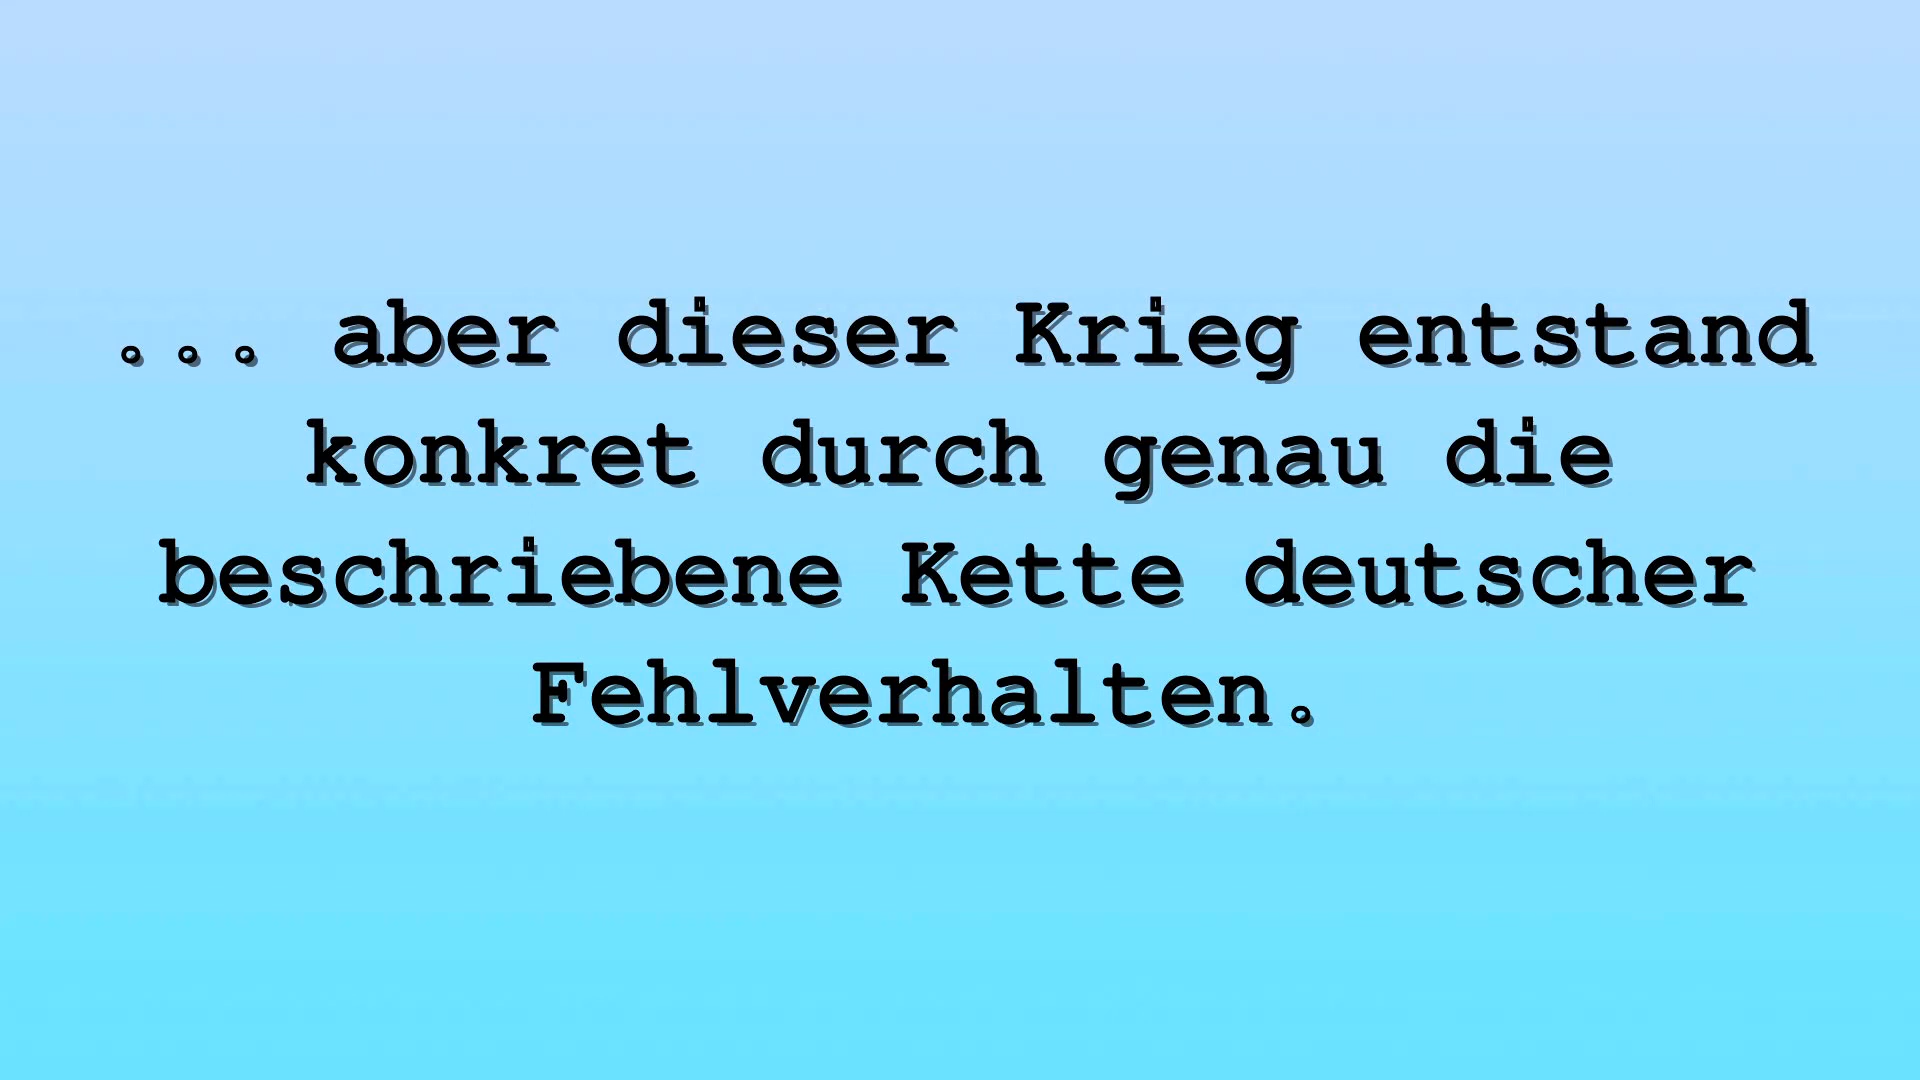 ... aber dieser Krieg entstand
konkret durch genau die
beschriebene Kette deutscher
Fehlverhalten.